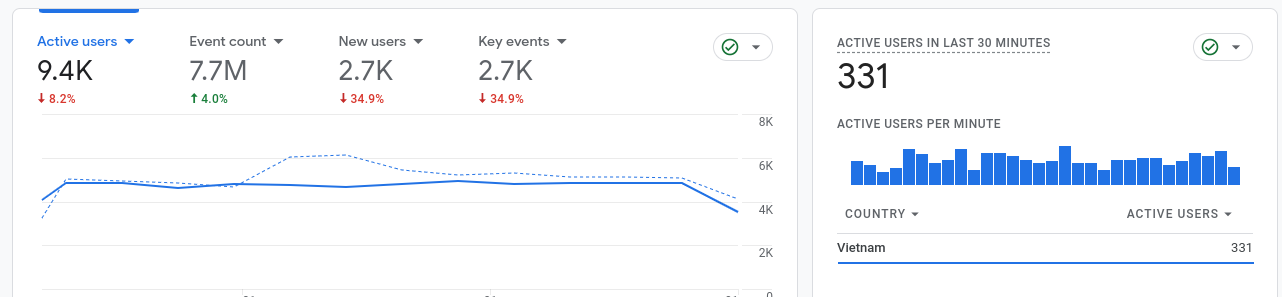 Active users Event count New users Key events
9.4K 7.7M 2.7K 2.7K
8.2% 4.0% 34.9% 34.9%
8K
6K
4K
2K
0
ACTIVE USERS IN LAST 30 MINUTES
331
ACTIVE USERS PER MINUTE
COUNTRY ACTIVE USERS
Vietnam 331